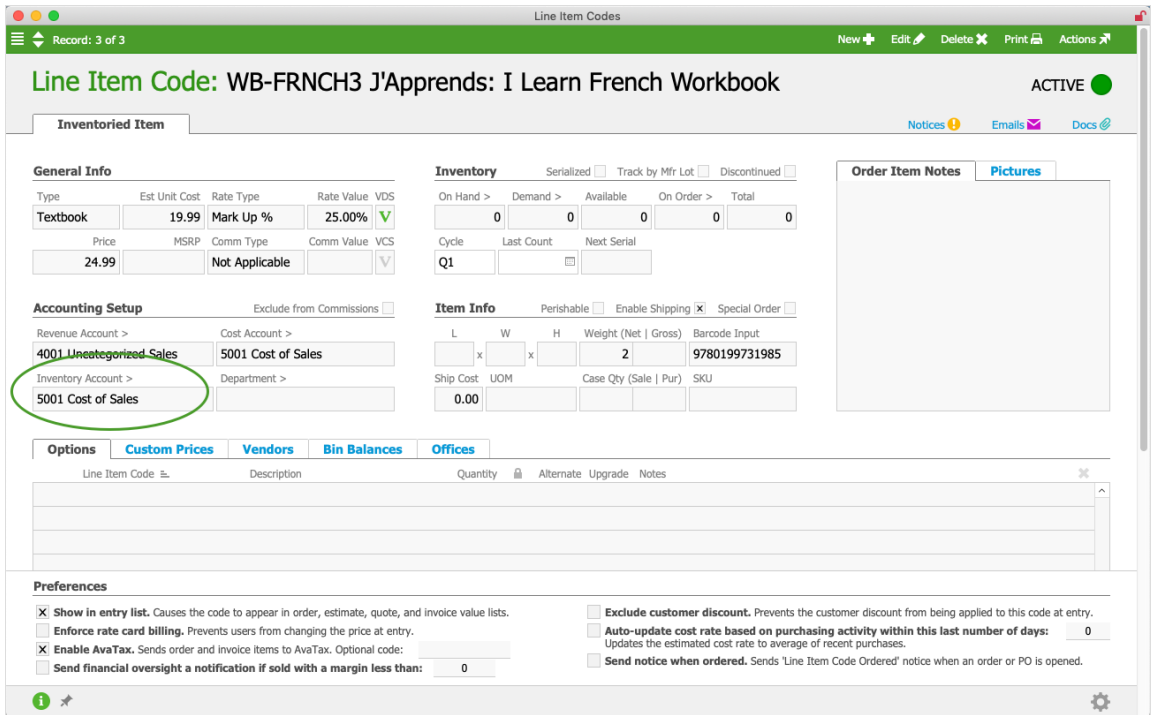 Line Item Codes
Record: 3 of 3
New Edit Delete Print Actions
Line Item Code: WB-FRNCH3 J'Apprends: I Learn French Workbook
ACTIVE
Inventoried Item
Notices Emails Docs
General Info
Type Est Unit Cost Rate Type Rate Value VDS
Textbook 19.99 Mark Up % 25.00% V
Price MSRP Comm Type Comm Value VCS
24.99 Not Applicable V
Inventory Serialized Track by Mfr Lot Discontinued
On Hand > Demand > Available On Order > Total
0 0 0 0 0
Cycle Last Count Next Serial
Q1
Order Item Notes Pictures
Accounting Setup Exclude from Commissions
Revenue Account > Cost Account >
4001 Uncategorized Sales 5001 Cost of Sales
Inventory Account > Department >
5001 Cost of Sales
Item Info Perishable Enable Shipping x Special Order
L W H Weight (Net | Gross) Barcode Input
x x 2 9780199731985
Ship Cost UOM Case Qty (Sale | Pur) SKU
0.00
Options Custom Prices Vendors Bin Balances Offices
Line Item Code Description Quantity Alternate Upgrade Notes
Preferences
X Show in entry list. Causes the code to appear in order, estimate, quote, and invoice value lists.
Enforce rate card billing. Prevents users from changing the price at entry.
X Enable AvaTax. Sends order and invoice items to AvaTax. Optional code:
Send financial oversight a notification if sold with a margin less than: 0
Exclude customer discount. Prevents the customer discount from being applied to this code at entry.
Auto-update cost rate based on purchasing activity within this last number of days: 0
Updates the estimated cost rate to average of recent purchases.
Send notice when ordered. Sends 'Line Item Code Ordered' notice when an order or PO is opened.